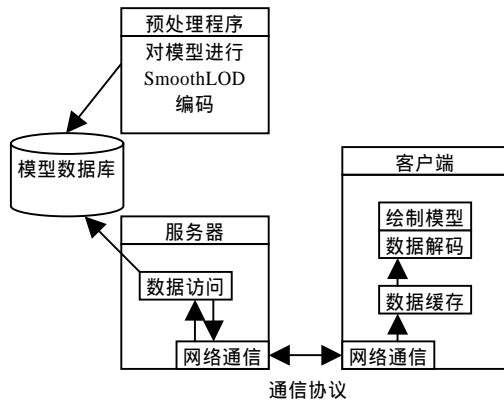 预处理程序
对模型进行
SmoothLOD
编码
模型数据库
服务器
数据访问
网络通信
客户端
绘制模型
数据解码
数据缓存
网络通信
通信协议